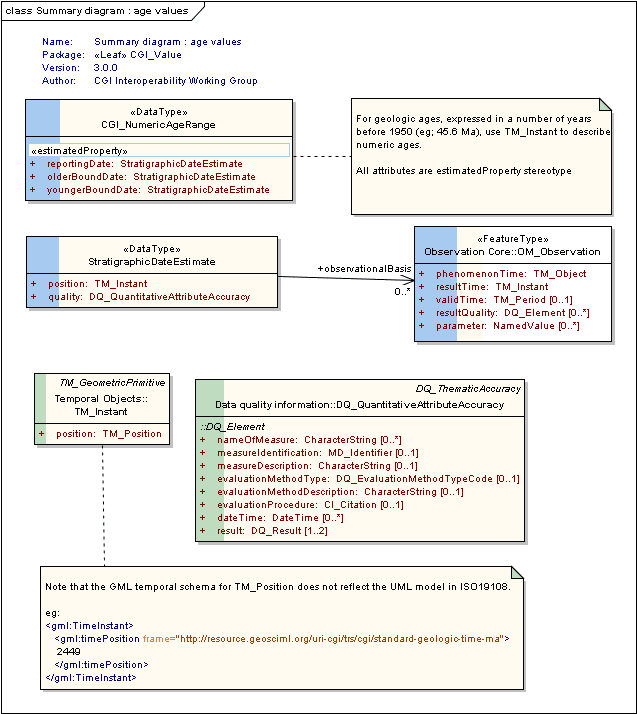 class Summary diagram : age values
Name: Summary diagram : age values
Package: «Leaf» CGI_Value
Version: 3.0.0
Author: CGI Interoperability Working Group
«DataType»
CGI_NumericAgeRange
«estimatedProperty»
+ reportingDate: StratigraphicDateEstimate
+ olderBoundDate: StratigraphicDateEstimate
+ youngerBoundDate: StratigraphicDateEstimate
For geologic ages, expressed in a number of years
before 1950 (eg; 45.6 Ma), use TM_Instant to describe
numeric ages.
All attributes are estimatedProperty stereotype
«DataType»
StratigraphicDateEstimate
+ position: TM_Instant
+ quality: DQ_QuantitativeAttributeAccuracy
+observationalBasis
0..*
«FeatureType»
Observation Core::OM_Observation
+ phenomenonTime: TM_Object
+ resultTime: TM_Instant
+ validTime: TM_Period [0..1]
+ resultQuality: DQ_Element [0..*]
+ parameter: NamedValue [0..*]
TM_GeometricPrimitive
Temporal Objects::
TM_Instant
+ position: TM_Position
DQ_ThematicAccuracy
Data quality information::DQ_QuantitativeAttributeAccuracy
::DQ_Element
+ nameOfMeasure: CharacterString [0..*]
+ measureIdentification: MD_Identifier [0..1]
+ measureDescription: CharacterString [0..1]
+ evaluationMethodType: DQ_EvaluationMethodTypeCode [0..1]
+ evaluationMethodDescription: CharacterString [0..1]
+ evaluationProcedure: CI_Citation [0..1]
+ dateTime: DateTime [0..*]
+ result: DQ_Result [1..2]
Note that the GML temporal schema for TM_Position does not reflect the UML model in ISO19108.
eg:
<gml:TimeInstant>
<gml:timePosition frame="http://resource.geosciml.org/uri-cgi/trs/cgi/standard-geologic-time-ma">
2449
</gml:timePosition>
</gml:TimeInstant>